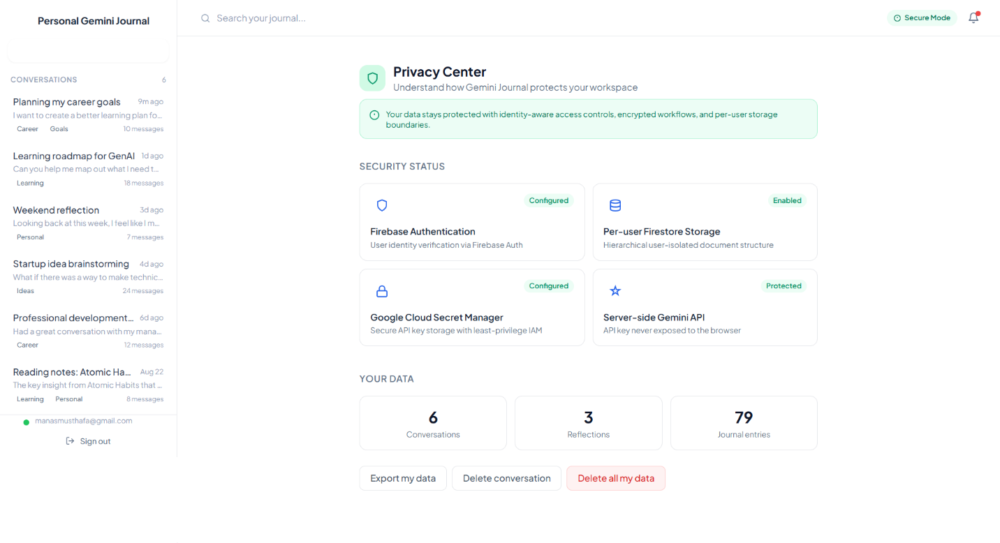 Personal Gemini Journal
CONVERSATIONS 6
Planning my career goals 9m ago
I want to create a better learning plan fo...
Career Goals 10 messages
Learning roadmap for GenAI 1d ago
Can you help me map out what I need t...
Learning 18 messages
Weekend reflection 3d ago
Looking back at this week, I feel like I m...
Personal 7 messages
Startup idea brainstorming 4d ago
What if there was a way to make technic...
Ideas 24 messages
Professional development... 6d ago
Had a great conversation with my mana...
Career 12 messages
Reading notes: Atomic Ha... Aug 22
The key insight from Atomic Habits that ...
Learning Personal 8 messages
manasmusthafa@gmail.com
Sign out
Search your journal...
Secure Mode
Privacy Center
Understand how Gemini Journal protects your workspace
Your data stays protected with identity-aware access controls, encrypted workflows, and per-user storage
boundaries.
SECURITY STATUS
Configured
Firebase Authentication
User identity verification via Firebase Auth
Enabled
Per-user Firestore Storage
Hierarchical user-isolated document structure
Configured
Google Cloud Secret Manager
Secure API key storage with least-privilege IAM
Protected
Server-side Gemini API
API key never exposed to the browser
YOUR DATA
6
Conversations
3
Reflections
79
Journal entries
Export my data
Delete conversation
Delete all my data